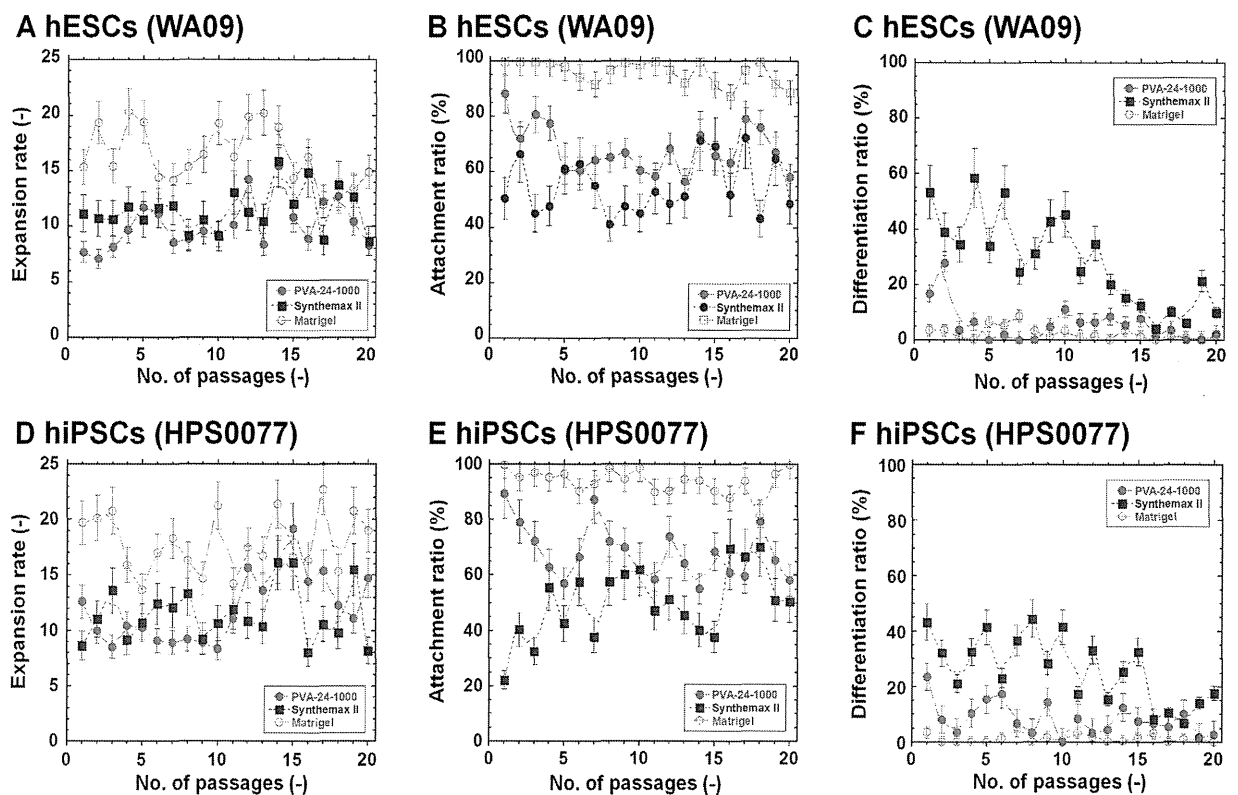 A hESCs (WA09)
25
20
15
10
5
0
Expansion rate (-)
PVA-24-1000
Synthemax II
Matrigel
0 5 10 15 20
No. of passages (-)
B hESCs (WA09)
100
80
60
40
20
0
Attachment ratio (%)
PVA-24-1000
Synthemax II
Matrigel
0 5 10 15 20
No. of passages (-)
C hESCs (WA09)
100
80
60
40
20
0
Differentiation ratio (%)
PVA-24-1000
Synthemax II
Matrigel
0 5 10 15 20
No. of passages (-)
D hiPSCs (HPS0077)
25
20
15
10
5
0
Expansion rate (-)
PVA-24-1000
Synthemax II
Matrigel
0 5 10 15 20
No. of passages (-)
E hiPSCs (HPS0077)
100
80
60
40
20
0
Attachment ratio (%)
PVA-24-1000
Synthemax II
Matrigel
0 5 10 15 20
No. of passages (-)
F hiPSCs (HPS0077)
100
80
60
40
20
0
Differentiation ratio (%)
PVA-24-1000
Synthemax II
Matrigel
0 5 10 15 20
No. of passages (-)